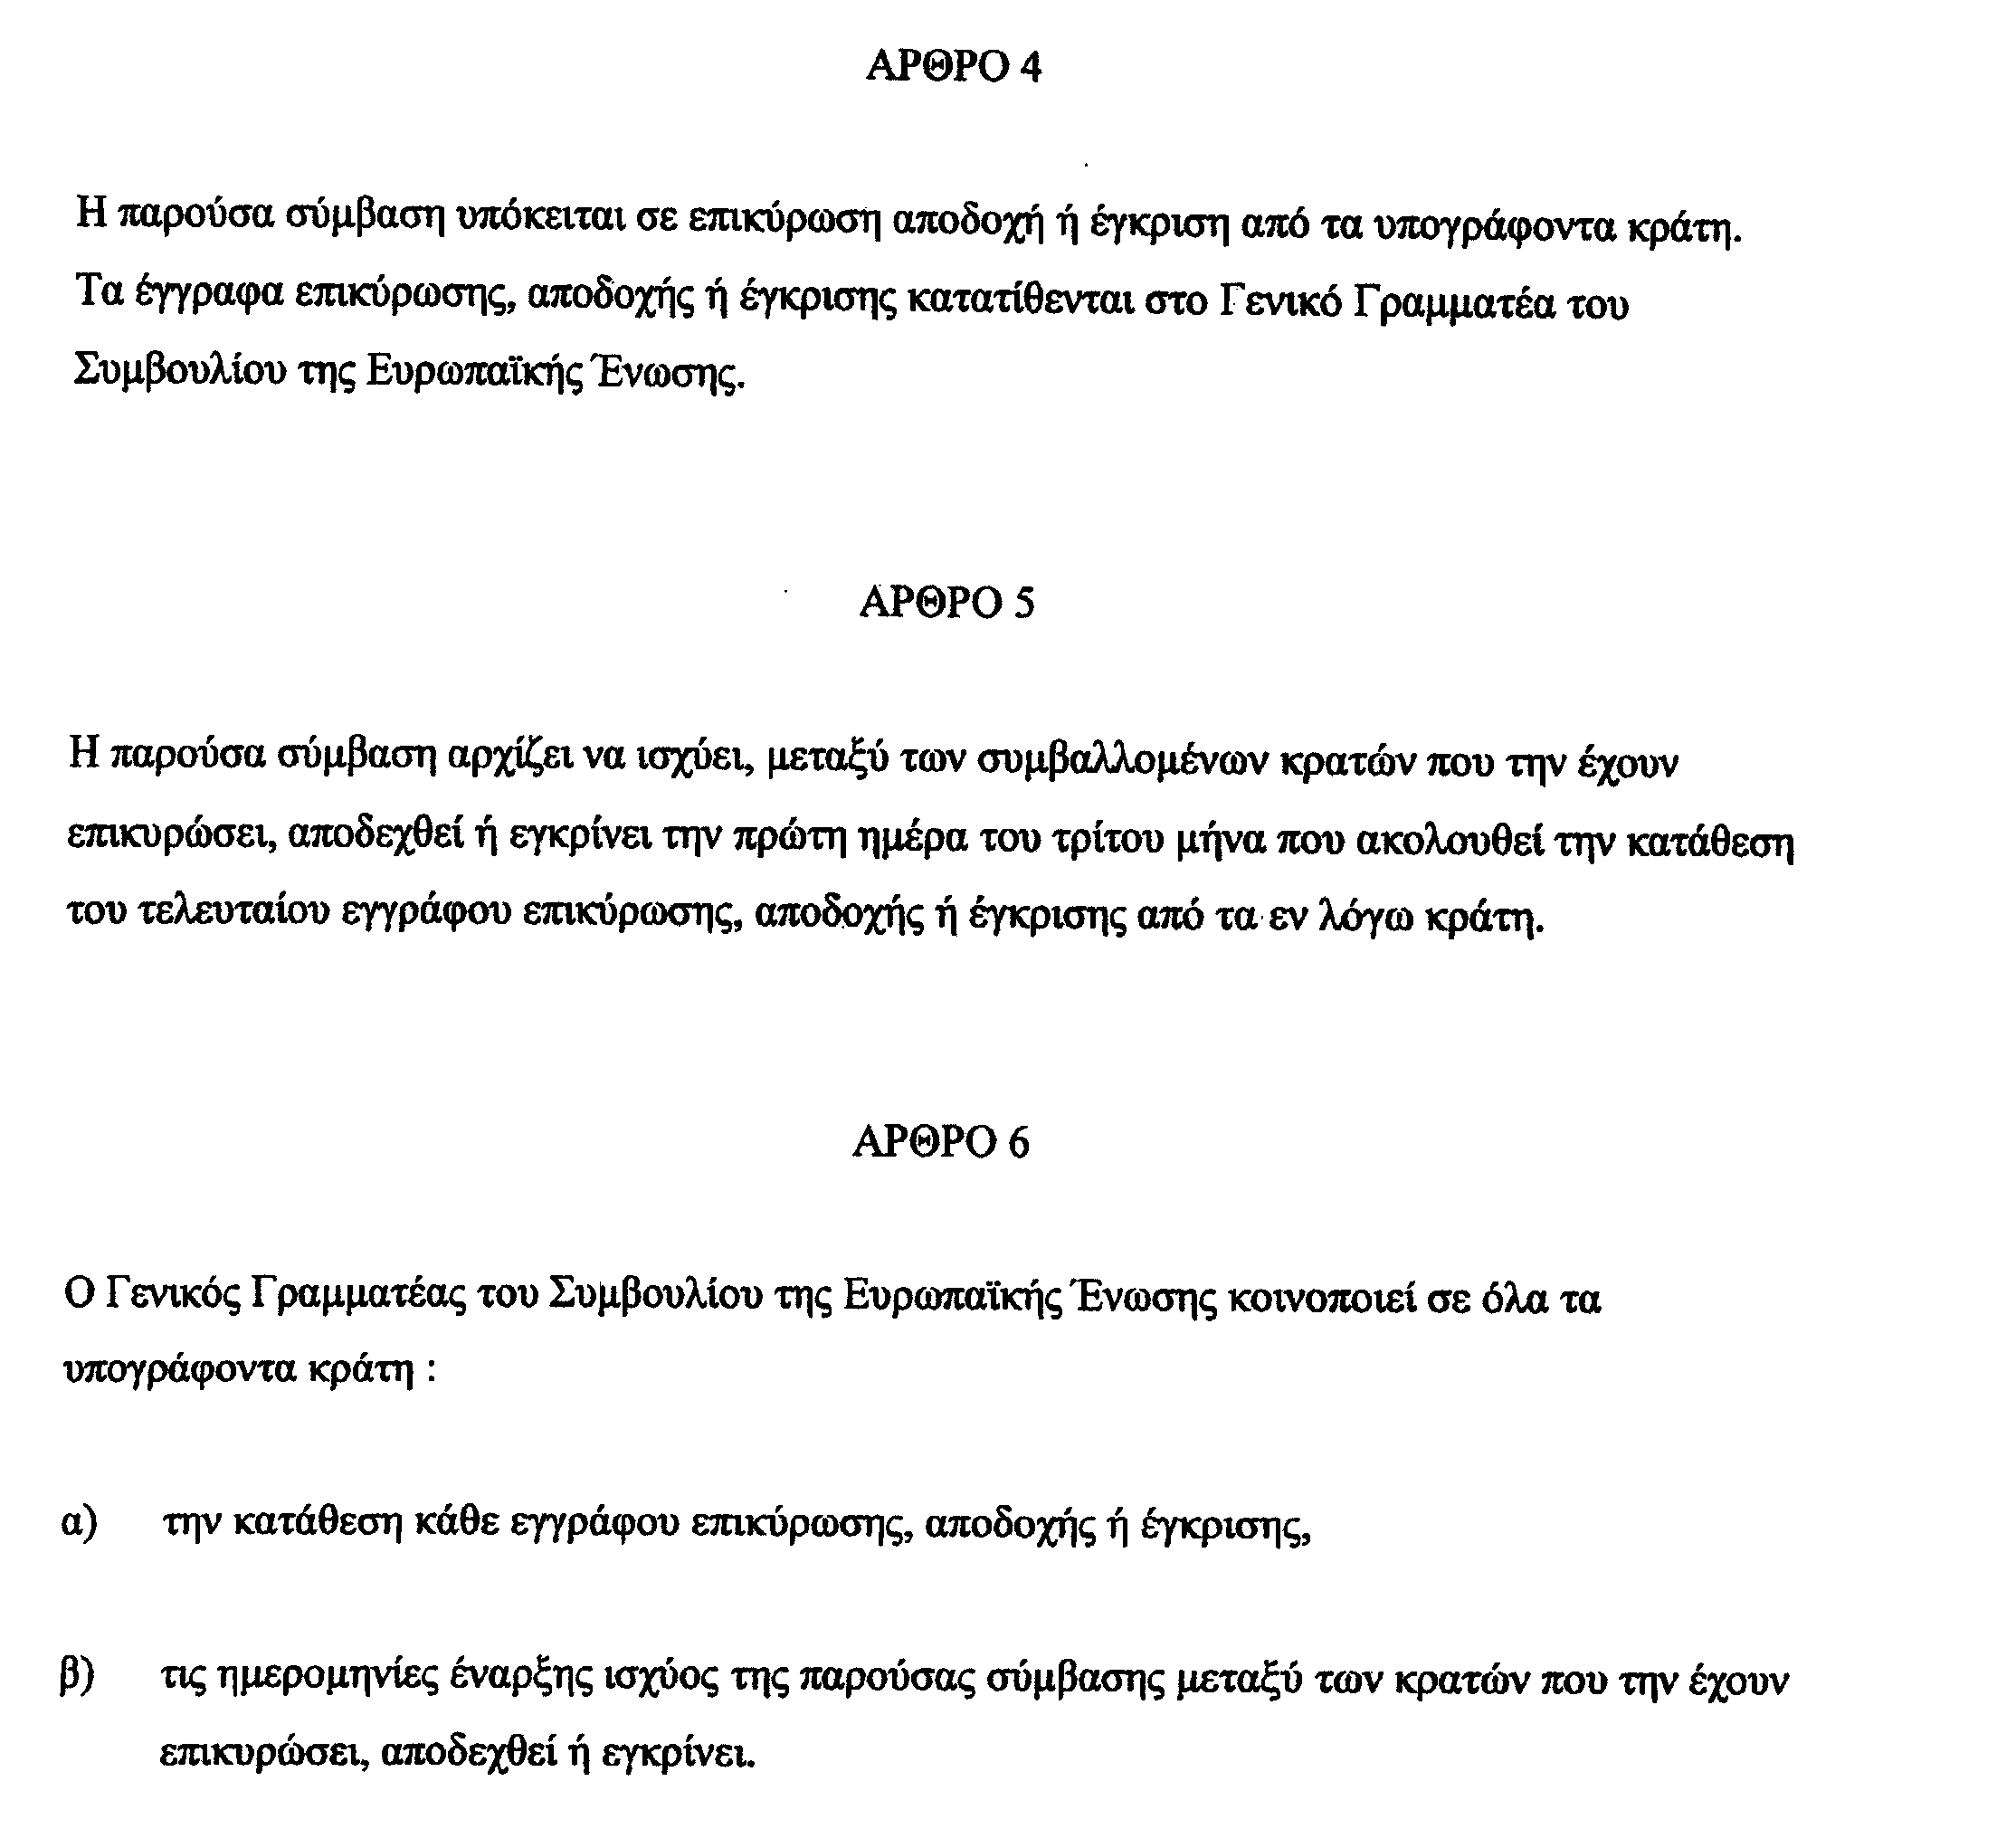 ΑΡΘΡΟ 4
Η παρούσα σύμβαση υπόκειται σε επικύρωση αποδοχή ή έγκριση από τα υπογράφοντα κράτη.
Τα έγγραφα επικύρωσης, αποδοχής ή έγκρισης κατατίθενται στο Γενικό Γραμματέα του
Συμβουλίου της Ευρωπαϊκής Ένωσης.
ΑΡΘΡΟ 5
Η παρούσα σύμβαση αρχίζει να ισχύει, μεταξύ των συμβαλλομένων κρατών που την έχουν
επικυρώσει, αποδεχθεί ή εγκρίνει την πρώτη ημέρα του τρίτου μήνα που ακολουθεί την κατάθεση
του τελευταίου εγγράφου επικύρωσης, αποδοχής ή έγκρισης από τα εν λόγω κράτη.
ΑΡΘΡΟ 6
Ο Γενικός Γραμματέας του Συμβουλίου της Ευρωπαϊκής Ένωσης κοινοποιεί σε όλα τα
υπογράφοντα κράτη :
α) την κατάθεση κάθε εγγράφου επικύρωσης, αποδοχής ή έγκρισης,
β) τις ημερομηνίες έναρξης ισχύος της παρούσας σύμβασης μεταξύ των κρατών που την έχουν
επικυρώσει, αποδεχθεί ή εγκρίνει.